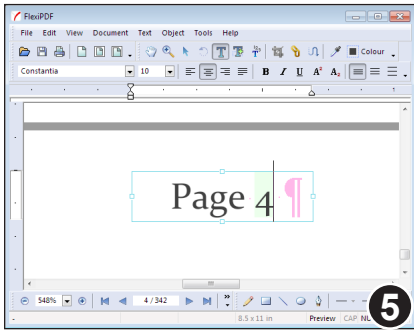 FlexiPDF
File Edit View Document Text Object Tools Help
T T T Colour
Constantia 10 B I U A² A₂
Page 4 ¶
548% 4 / 342
- 8.5 x 11 in Preview CAP NU
5